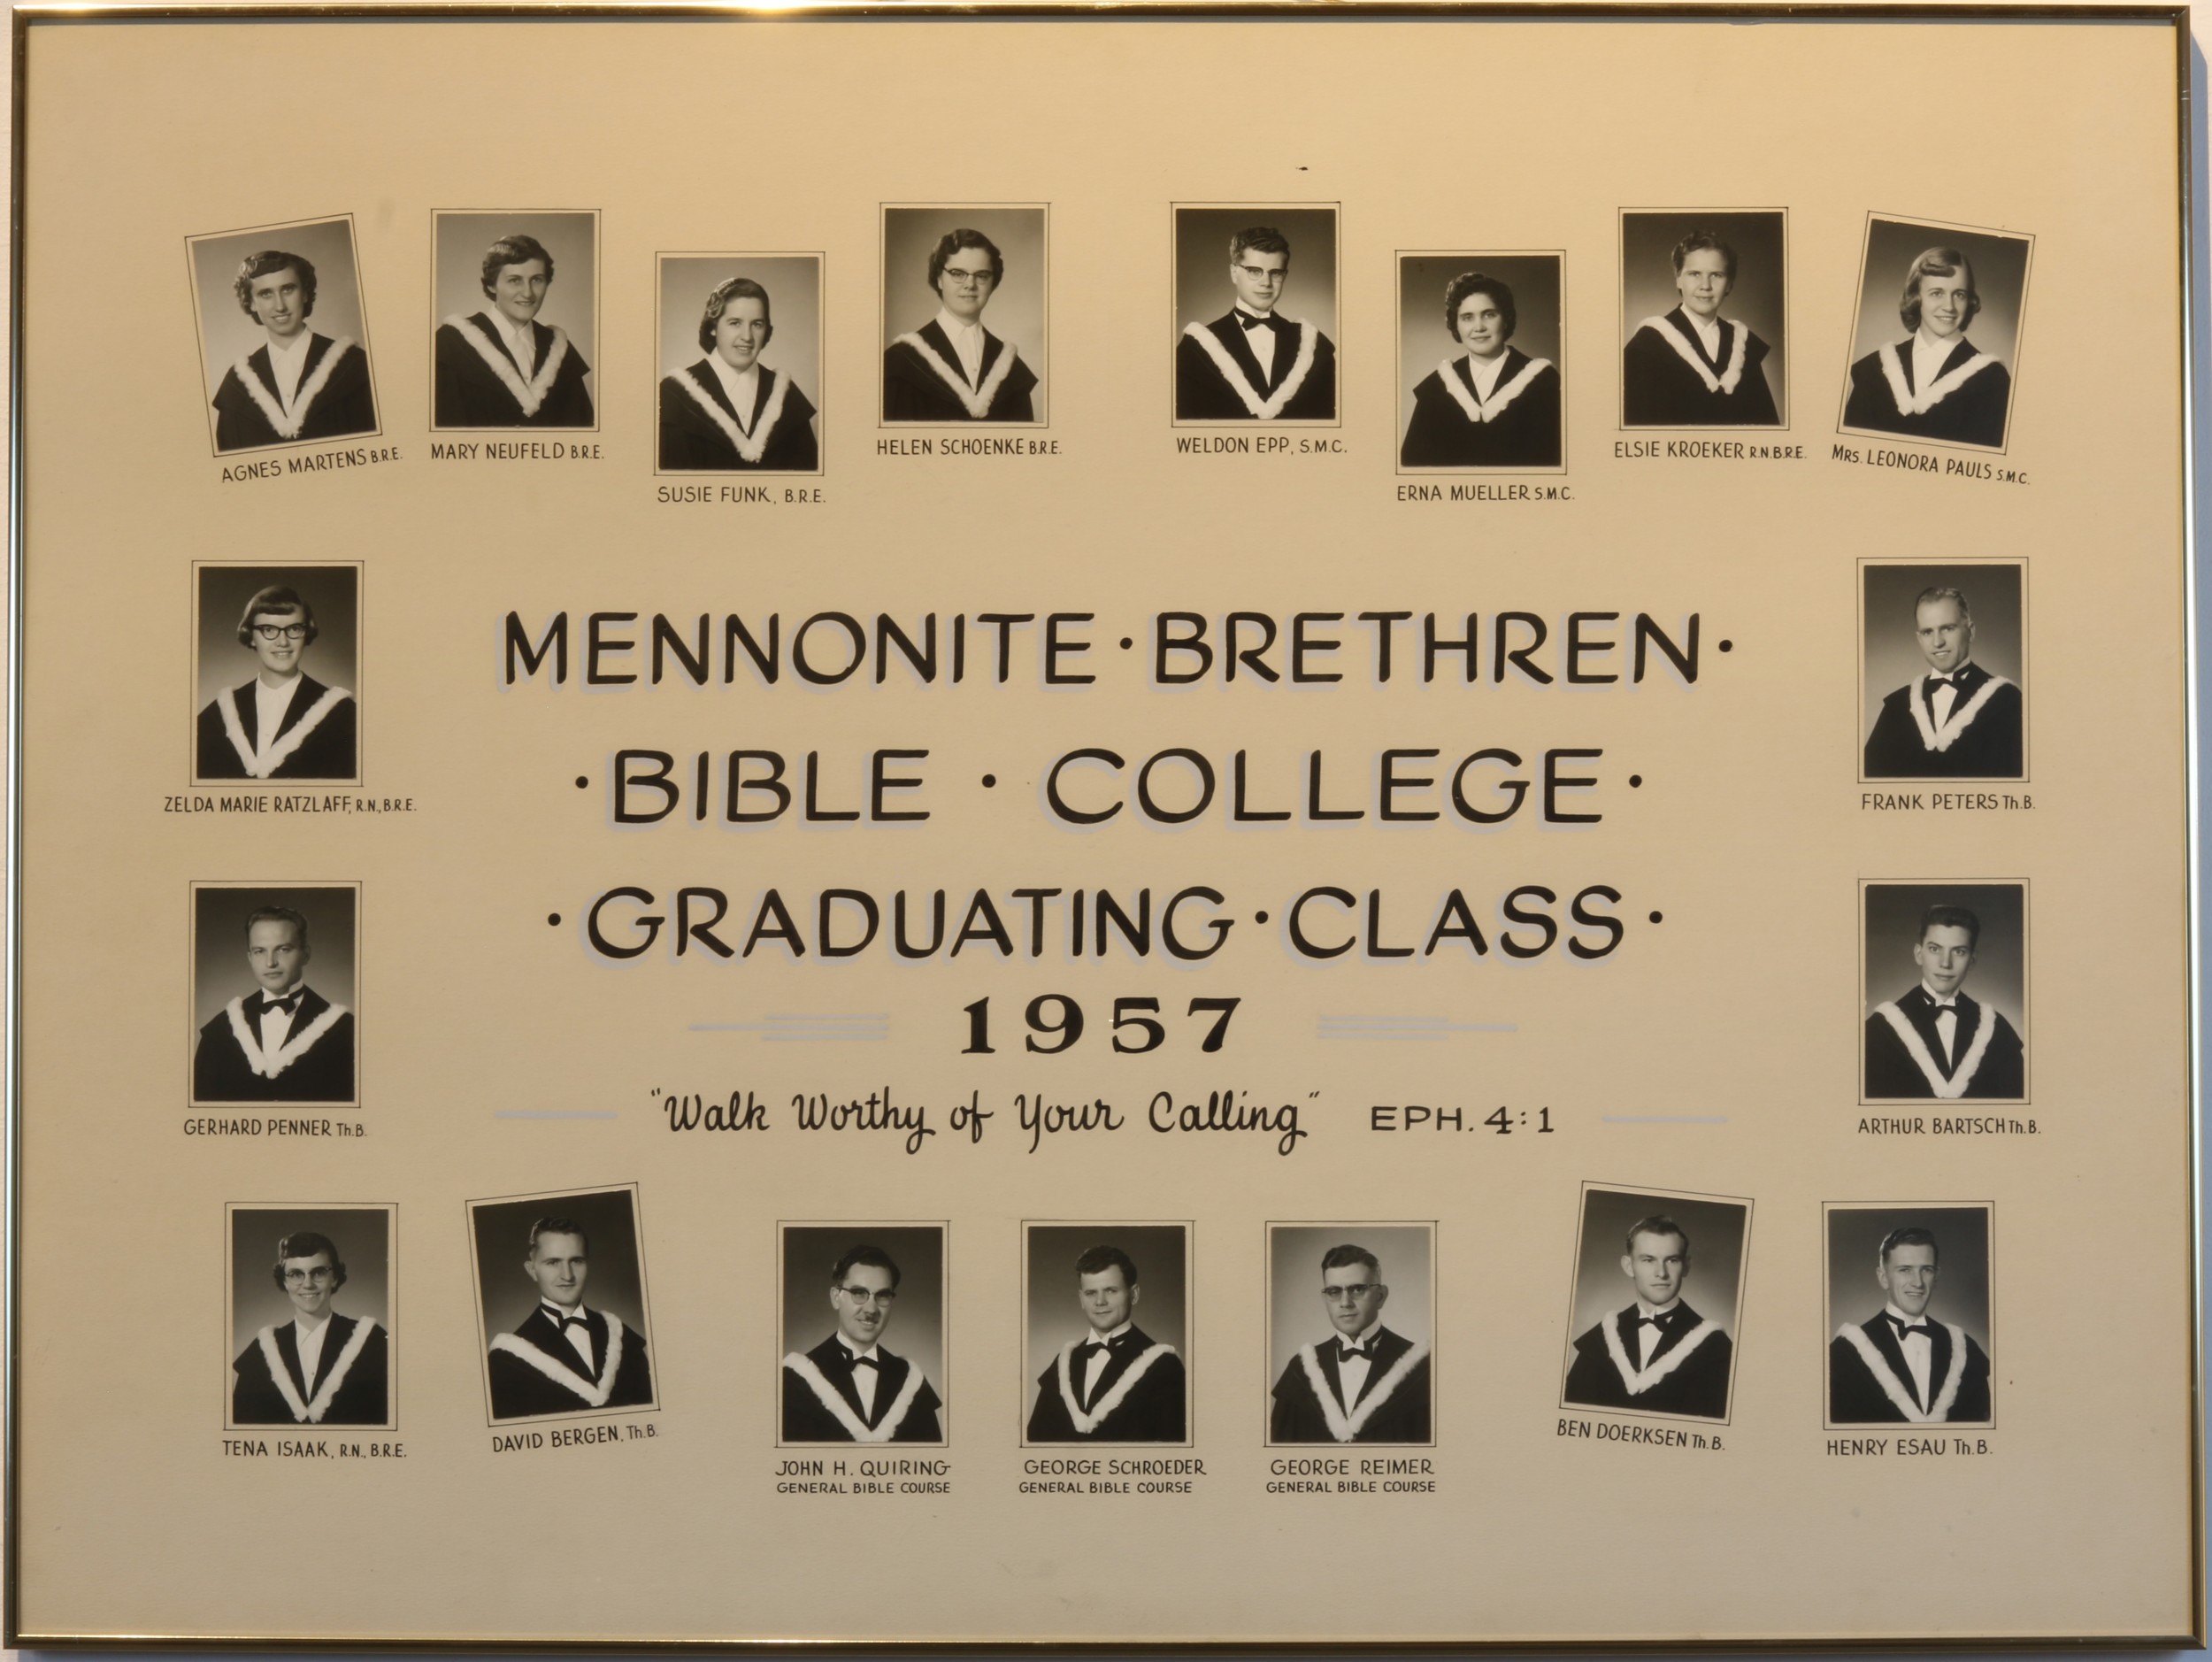 AGNES MARTENS B.R.E.
MARY NEUFELD B.R.E.
SUSIE FUNK, B.R.E.
HELEN SCHOENKE B.R.E.
WELDON EPP, S.M.C.
ERNA MUELLER S.M.C.
ELSIE KROEKER R.N.B.R.E.
MRS. LEONORA PAULS S.M.C.
ZELDA MARIE RATZLAFF, R.N., B.R.E.
FRANK PETERS Th.B.
MENNONITE · BRETHREN ·
· BIBLE · COLLEGE ·
· GRADUATING · CLASS ·
1957
"Walk Worthy of Your Calling" EPH. 4:1
GERHARD PENNER Th.B.
ARTHUR BARTSCH Th.B.
TENA ISAAK, R.N., B.R.E.
DAVID BERGEN, Th.B.
JOHN H. QUIRING
GENERAL BIBLE COURSE
GEORGE SCHROEDER
GENERAL BIBLE COURSE
GEORGE REIMER
GENERAL BIBLE COURSE
BEN DOERKSEN Th.B.
HENRY ESAU Th.B.